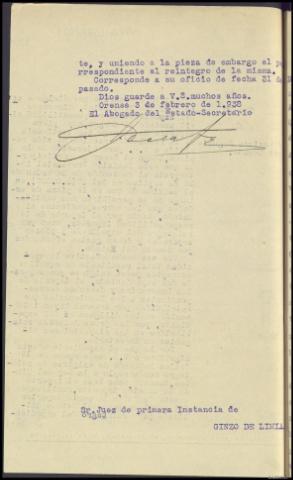 te, y uniendo a la pieza de embargo el
rrespondiente al reintegro de la misma.
Corresponde a su oficio de fecha 31 de
pasado.
Dios guarde a V.S.muchos años.
Orense 3 de febrero de 1.938
El Abogado del Estado-Secretario
Sr.Juez de primera Instancia de
GINZO DE LIMIA